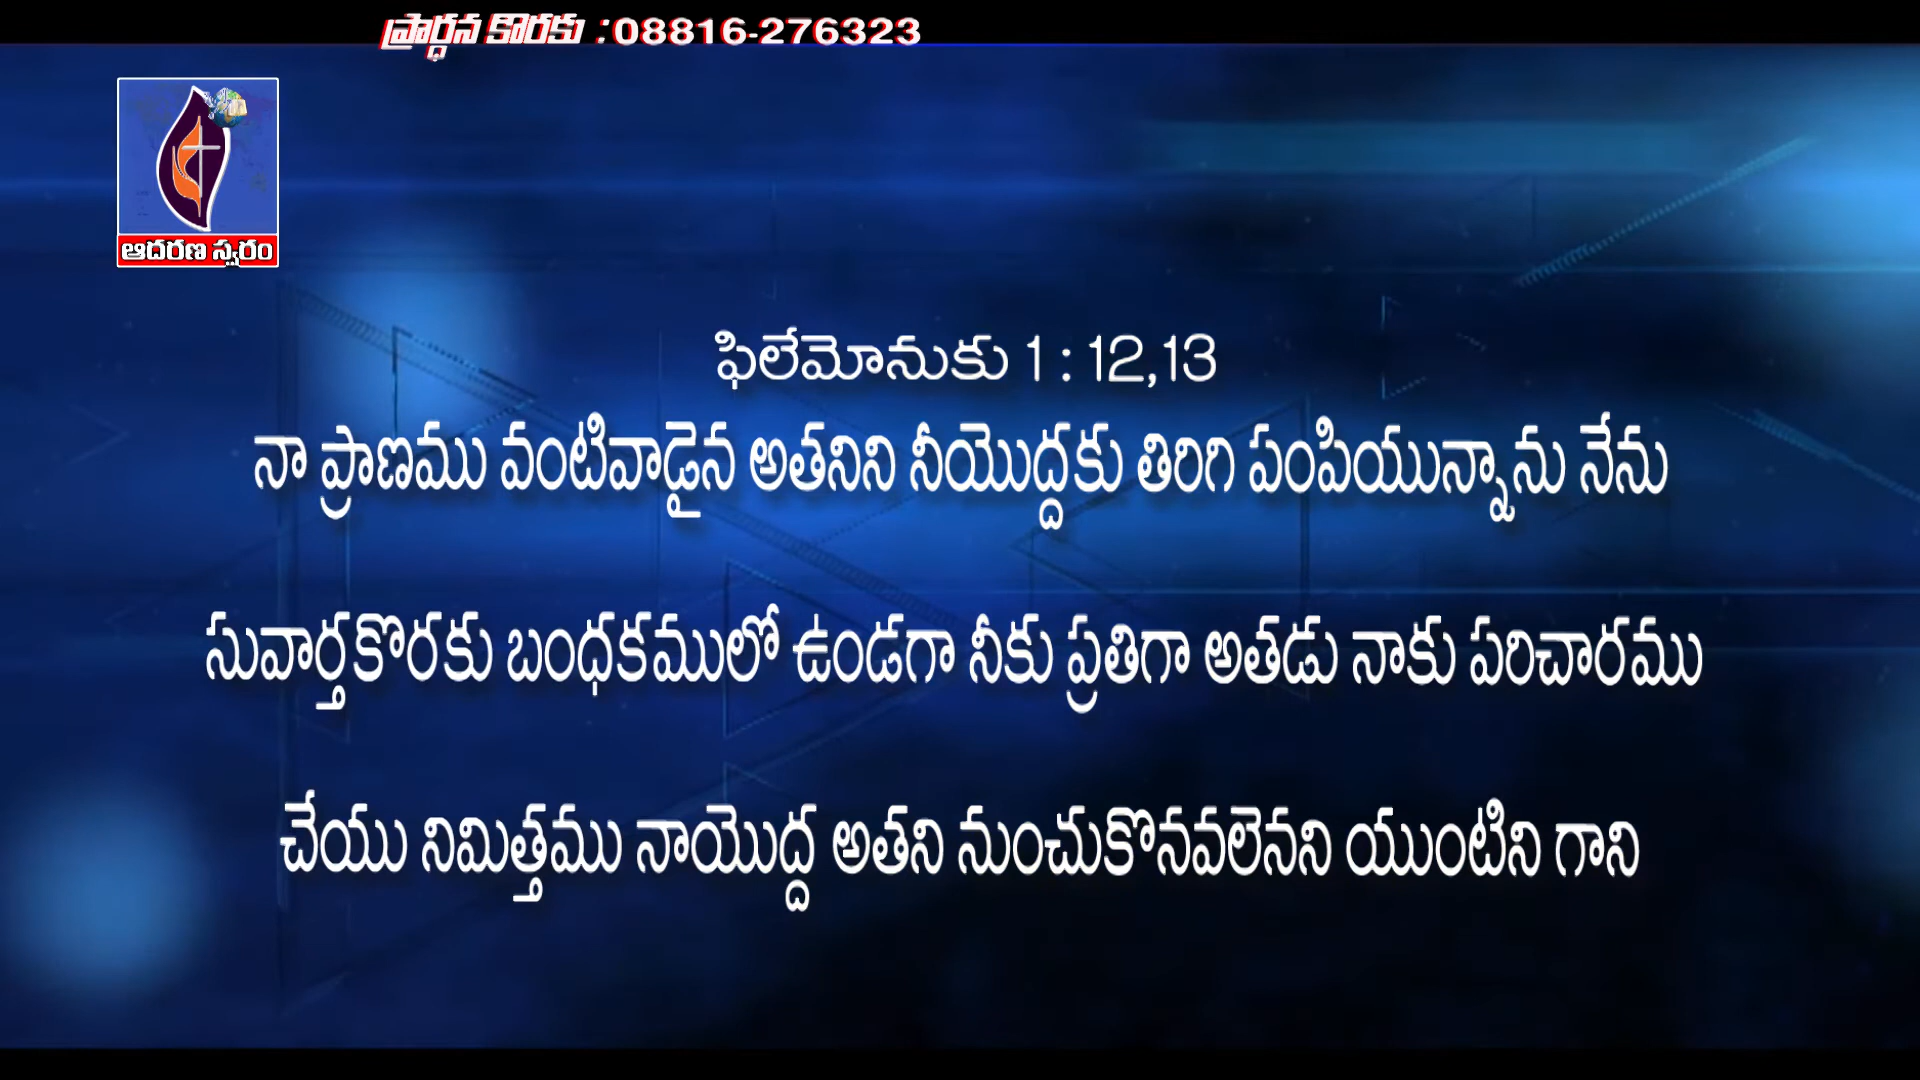 ప్రార్ధన కొరకు :08816-276323
ఆదరణ స్వరం
ఫిలేమోనుకు 1 : 12,13
నా ప్రాణము వంటివాడైన అతనిని నీయొద్దకు తిరిగి పంపియున్నాను నేను
సువార్తకొరకు బంధకములో ఉండగా నీకు ప్రతిగా అతడు నాకు పరిచారము
చేయు నిమిత్తము నాయొద్ద అతని నుంచుకొనవలెనని యుంటిని గాని